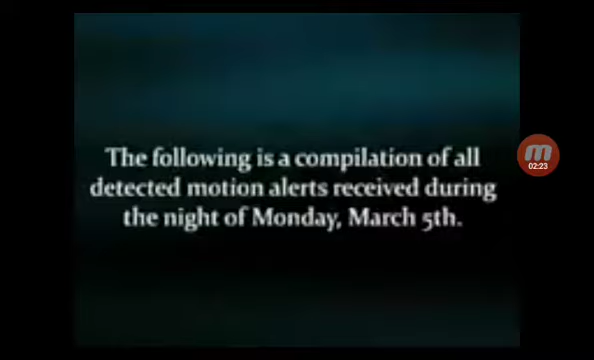 The following is a compilation of all
detected motion alerts received during
the night of Monday, March 5th.
02:23